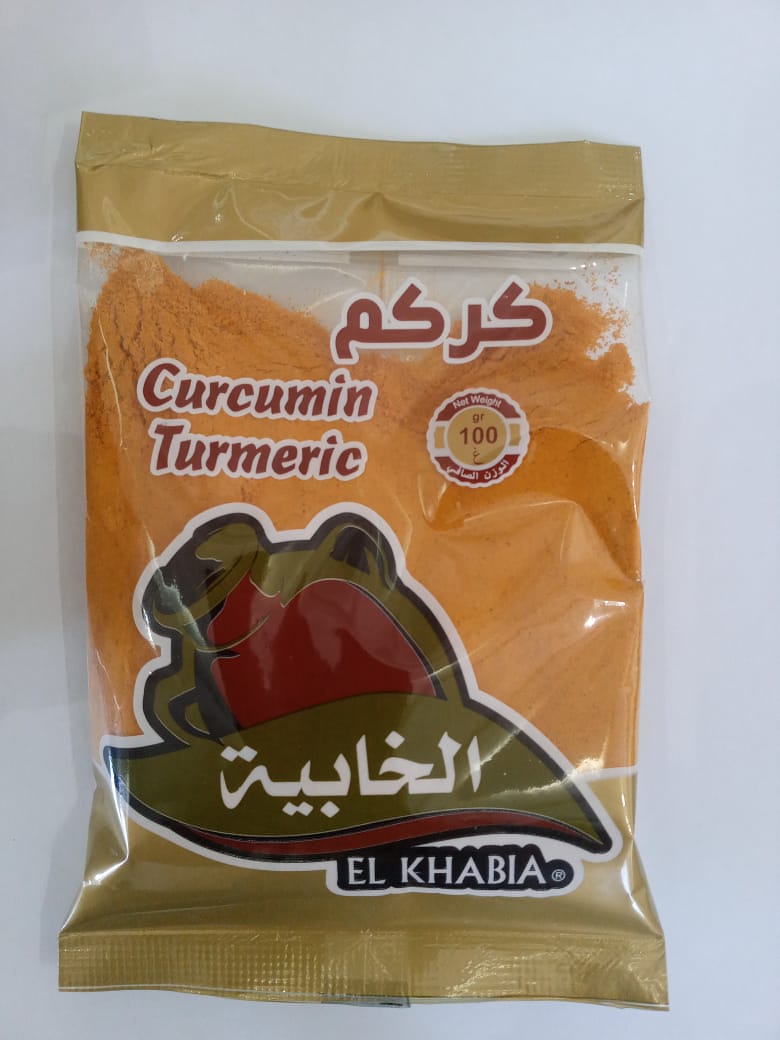 كركم
Curcumin
Turmeric
Net Weight
gr
100
غ
الوزن الصافي
الخابية
EL KHABIA ®